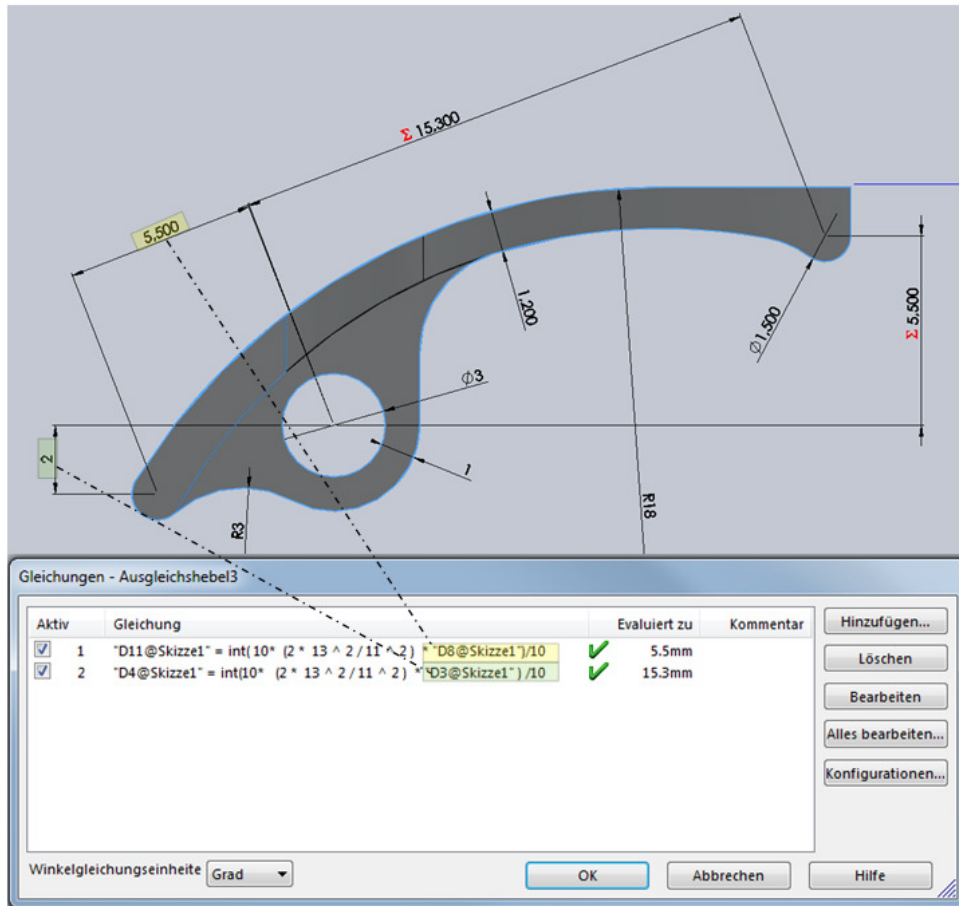 Σ 15,300
5,500
1,200
Σ 5,500
∅1,500
∅3
2
1
R3
R18
Gleichungen - Ausgleichshebel3
Aktiv Gleichung Evaluiert zu Kommentar
1 "D11@Skizze1" = int( 10* (2 * 13 ^ 2 / 11 ^ 2 ) * "D8@Skizze1")/10 5.5mm
2 "D4@Skizze1" = int(10* ( 2 * 13 ^ 2 / 11 ^ 2 ) * "D3@Skizze1" ) /10 15.3mm
Hinzufügen...
Löschen
Bearbeiten
Alles bearbeiten...
Konfigurationen...
Winkelgleichungseinheite Grad
OK Abbrechen Hilfe